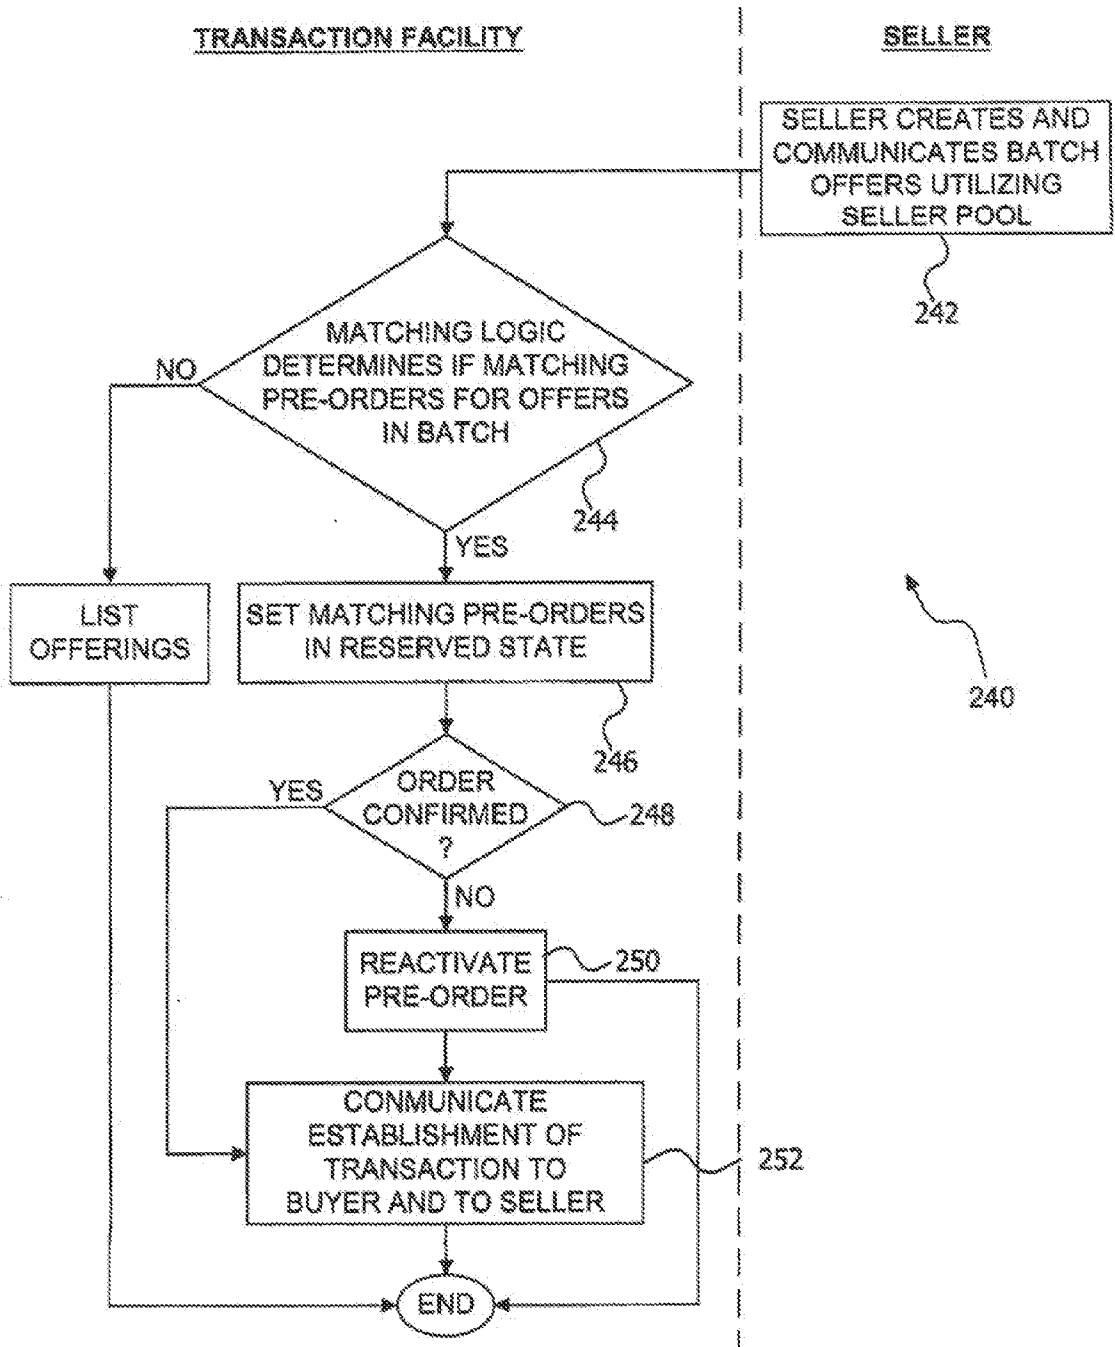 TRANSACTION FACILITY
SELLER
SELLER CREATES AND
COMMUNICATES BATCH
OFFERS UTILIZING
SELLER POOL
242
MATCHING LOGIC
DETERMINES IF MATCHING
PRE-ORDERS FOR OFFERS
IN BATCH
NO
244
YES
LIST
OFFERINGS
SET MATCHING PRE-ORDERS
IN RESERVED STATE
240
246
YES
ORDER
CONFIRMED
?
248
NO
REACTIVATE
PRE-ORDER
250
CONMUNICATE
ESTABLISHMENT OF
TRANSACTION TO
BUYER AND TO SELLER
252
END